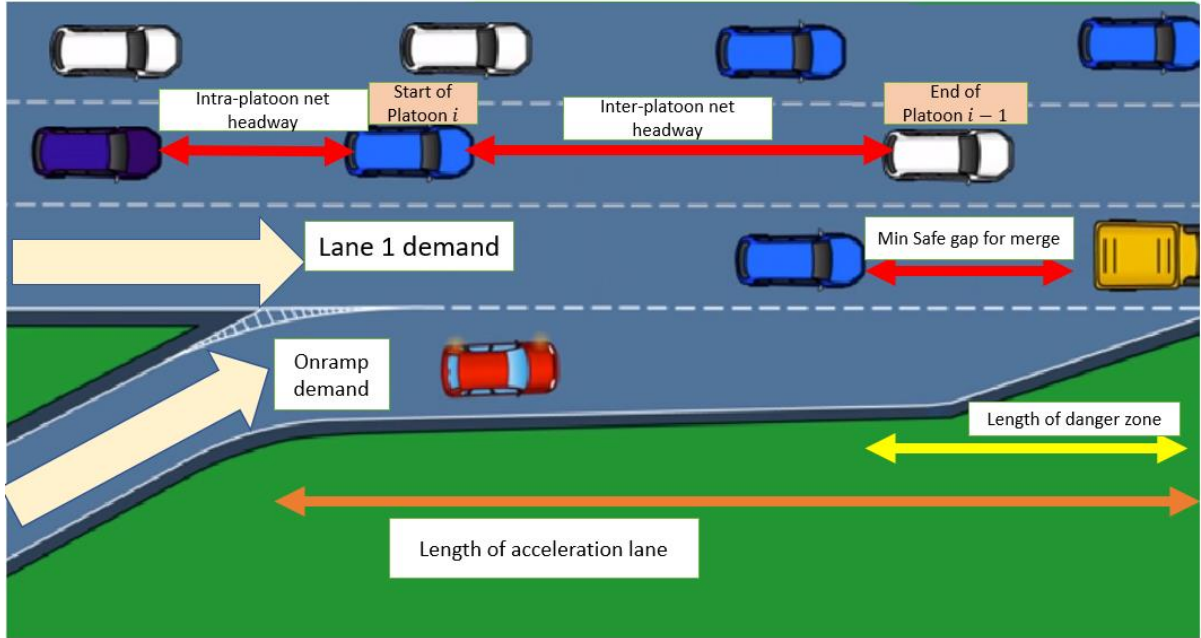 Intra-platoon net
headway
Start of
Platoon i
Inter-platoon net
headway
End of
Platoon i − 1
Lane 1 demand
Min Safe gap for merge
Onramp
demand
Length of danger zone
Length of acceleration lane